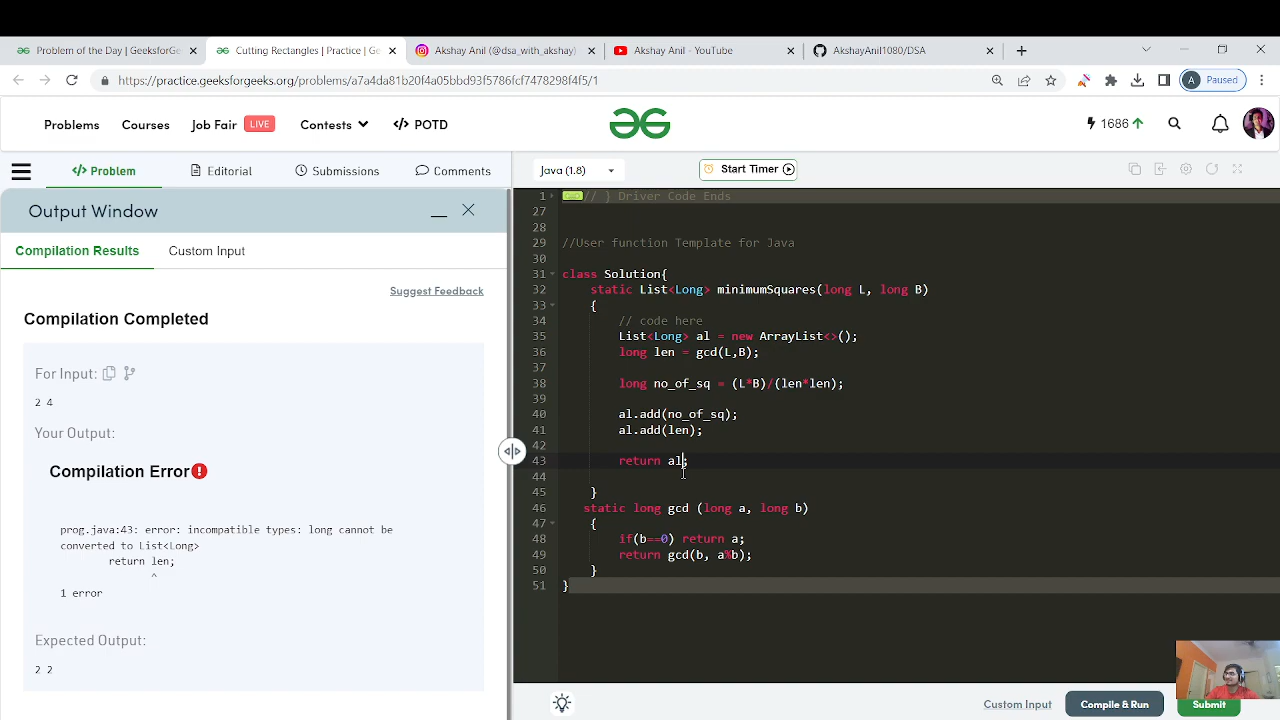 Problem of the Day | GeeksforGe
Cutting Rectangles | Practice | Ge
Akshay Anil (@dsa_with_akshay)
Akshay Anil - YouTube
AkshayAnil1080/DSA
https://practice.geeksforgeeks.org/problems/a7a4da81b20f4a05bbd93f5786fcf7478298f4f5/1
A Paused
Problems
Courses
Job Fair LIVE
Contests
</> POTD
1686
</> Problem
Editorial
Submissions
Comments
Java (1.8)
Start Timer
Output Window
Compilation Results
Custom Input
Suggest Feedback
Compilation Completed
For Input:
2 4
Your Output:
Compilation Error
prog.java:43: error: incompatible types: long cannot be
converted to List<Long>
return len;
^
1 error
Expected Output:
2 2
1 // } Driver Code Ends
27
28
29 //User function Template for Java
30
31 class Solution{
32 static List<Long> minimumSquares(long L, long B)
33 {
34 // code here
35 List<Long> al = new ArrayList<>();
36 long len = gcd(L,B);
37
38 long no_of_sq = (L*B)/(len*len);
39
40 al.add(no_of_sq);
41 al.add(len);
42
43 return al;
44
45 }
46 static long gcd (long a, long b)
47 {
48 if(b==0) return a;
49 return gcd(b, a%b);
50 }
51 }
Custom Input
Compile & Run
Submit